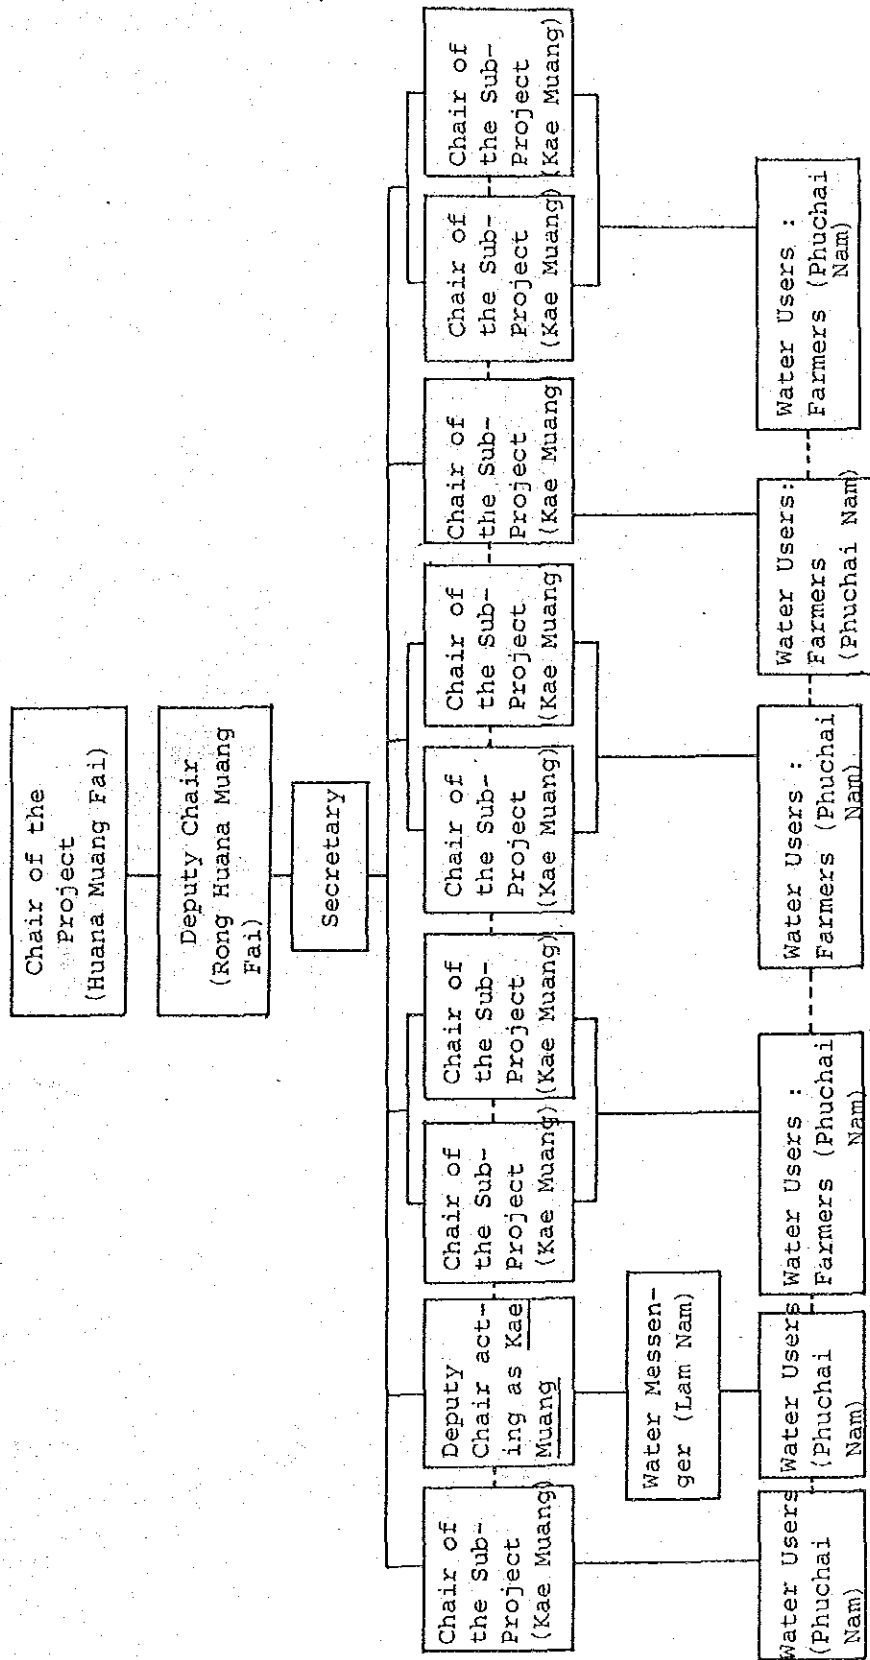 Chair of the
Project
(Huana Muang Fai)
Deputy Chair
(Rong Huana Muang
Fai)
Secretary
Chair of
the Sub-
Project
(Kae Muang)
Deputy
Chair act-
ing as Kae
Muang
Chair of
the Sub-
Project
(Kae Muang)
Chair of
the Sub-
Project
(Kae Muang)
Chair of
the Sub-
Project
(Kae Muang)
Chair of
the Sub-
Project
(Kae Muang)
Chair of
the Sub-
Project
(Kae Muang)
Chair of
the Sub-
Project
(Kae Muang)
Chair of
the Sub-
Project
(Kae Muang)
Water Messen-
ger (Lam Nam)
Water Users
(Phuchai
Nam)
Water Users
(Phuchai
Nam)
Water Users :
Farmers (Phuchai
Nam)
Water Users :
Farmers (Phuchai
Nam)
Water Users:
Farmers
(Phuchai Nam)
Water Users :
Farmers (Phuchai
Nam)